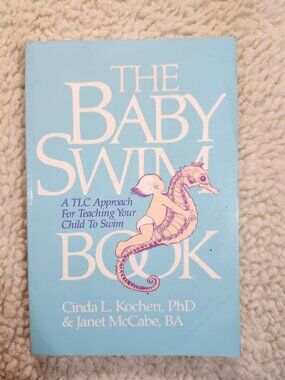 THE
BABY
SWIM
A TLC Approach
For Teaching Your
Child To Swim
BOOK
Cinda L. Kochen, PhD
& Janet McCabe, BA